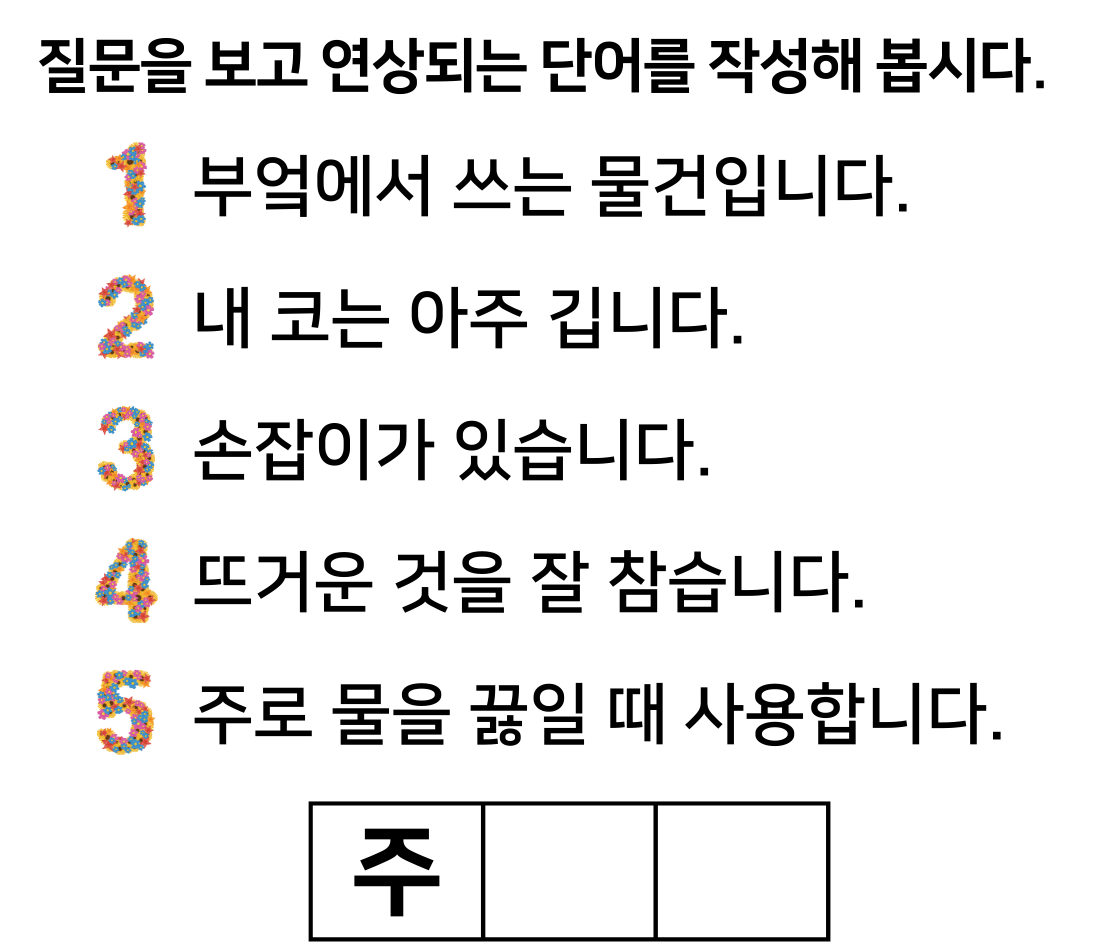 질문을 보고 연상되는 단어를 작성해 봅시다.
1 부엌에서 쓰는 물건입니다.
2 내 코는 아주 깁니다.
3 손잡이가 있습니다.
4 뜨거운 것을 잘 참습니다.
5 주로 물을 끓일 때 사용합니다.
주